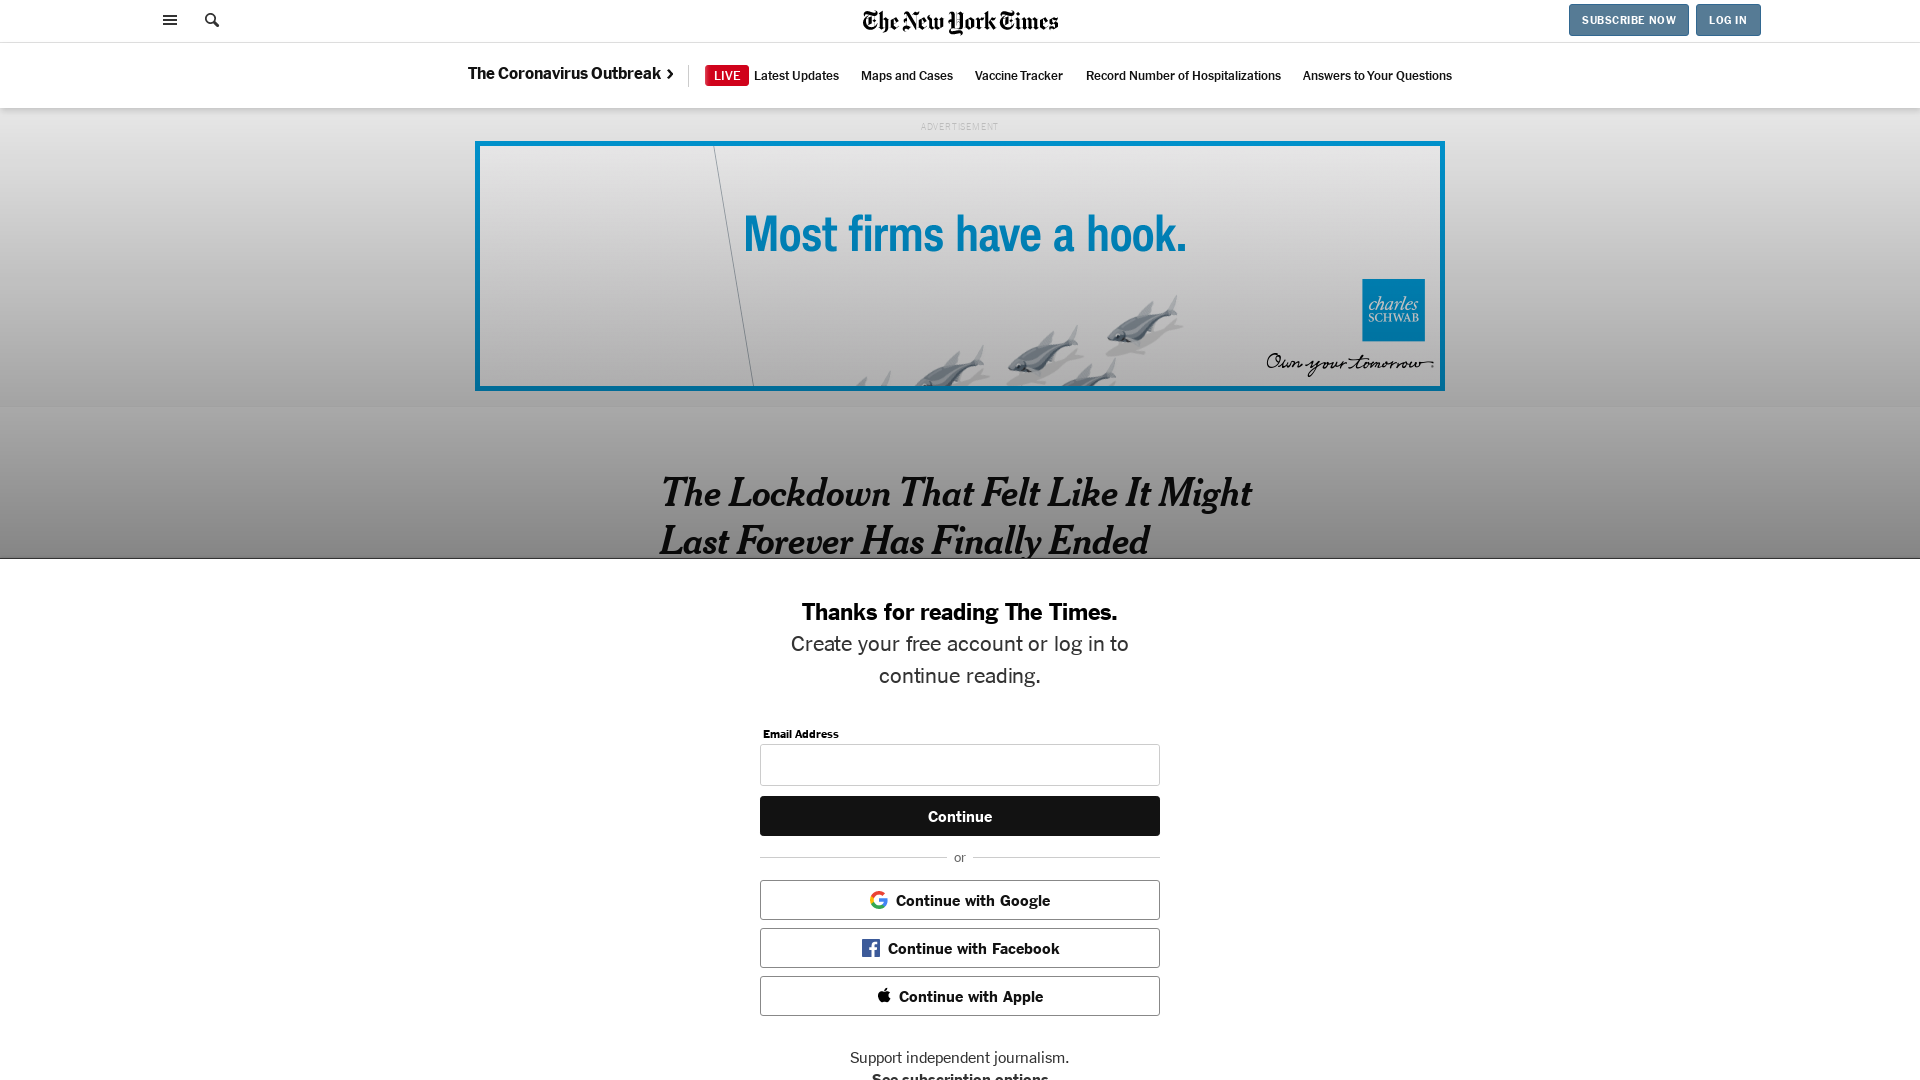 The New York Times
SUBSCRIBE NOW
LOG IN
The Coronavirus Outbreak
LIVE Latest Updates
Maps and Cases
Vaccine Tracker
Record Number of Hospitalizations
Answers to Your Questions
ADVERTISEMENT
Most firms have a hook.
charles
SCHWAB
Own your tomorrow.
The Lockdown That Felt Like It Might
Last Forever Has Finally Ended
Thanks for reading The Times.
Create your free account or log in to
continue reading.
Email Address
Continue
or
Continue with Google
Continue with Facebook
Continue with Apple
Support independent journalism.
See subscription options